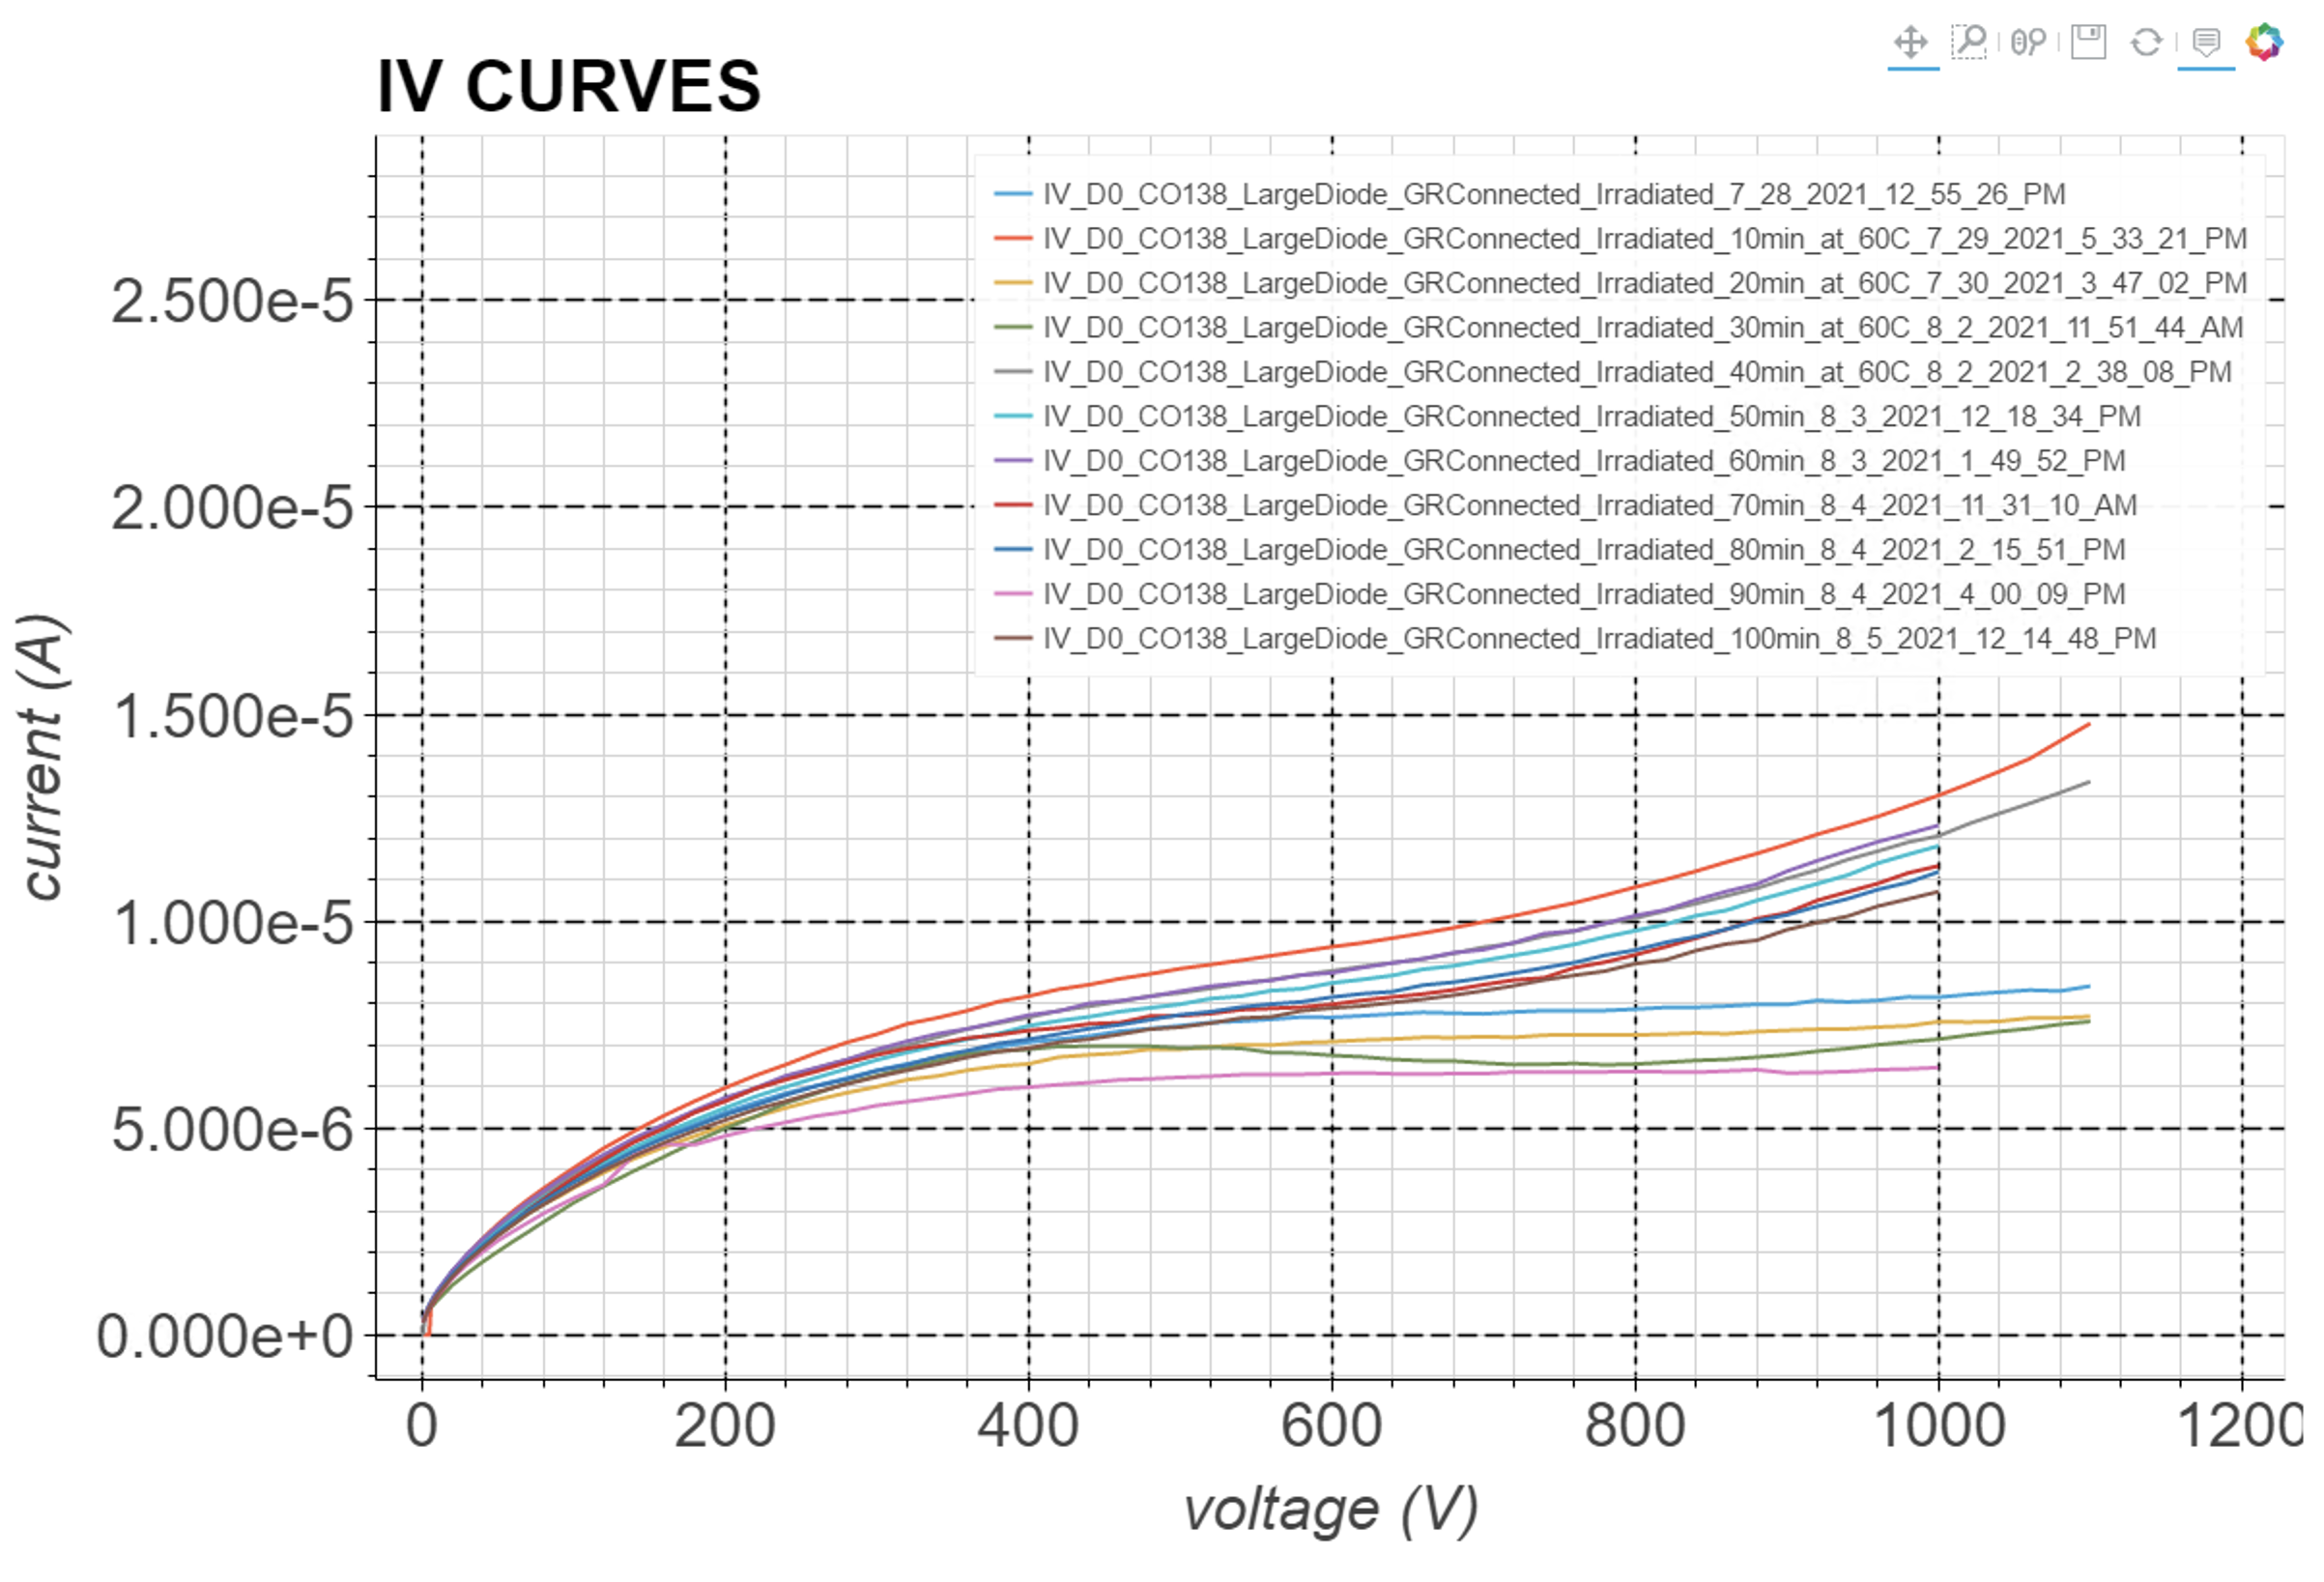 IV CURVES
IV_D0_CO138_LargeDiode_GRConnected_Irradiated_7_28_2021_12_55_26_PM
IV_D0_CO138_LargeDiode_GRConnected_Irradiated_10min_at_60C_7_29_2021_5_33_21_PM
IV_D0_CO138_LargeDiode_GRConnected_Irradiated_20min_at_60C_7_30_2021_3_47_02_PM
IV_D0_CO138_LargeDiode_GRConnected_Irradiated_30min_at_60C_8_2_2021_11_51_44_AM
IV_D0_CO138_LargeDiode_GRConnected_Irradiated_40min_at_60C_8_2_2021_2_38_08_PM
IV_D0_CO138_LargeDiode_GRConnected_Irradiated_50min_8_3_2021_12_18_34_PM
IV_D0_CO138_LargeDiode_GRConnected_Irradiated_60min_8_3_2021_1_49_52_PM
IV_D0_CO138_LargeDiode_GRConnected_Irradiated_70min_8_4_2021_11_31_10_AM
IV_D0_CO138_LargeDiode_GRConnected_Irradiated_80min_8_4_2021_2_15_51_PM
IV_D0_CO138_LargeDiode_GRConnected_Irradiated_90min_8_4_2021_4_00_09_PM
IV_D0_CO138_LargeDiode_GRConnected_Irradiated_100min_8_5_2021_12_14_48_PM
2.500e-5
2.000e-5
1.500e-5
1.000e-5
5.000e-6
0.000e+0
current (A)
0 200 400 600 800 1000 1200
voltage (V)